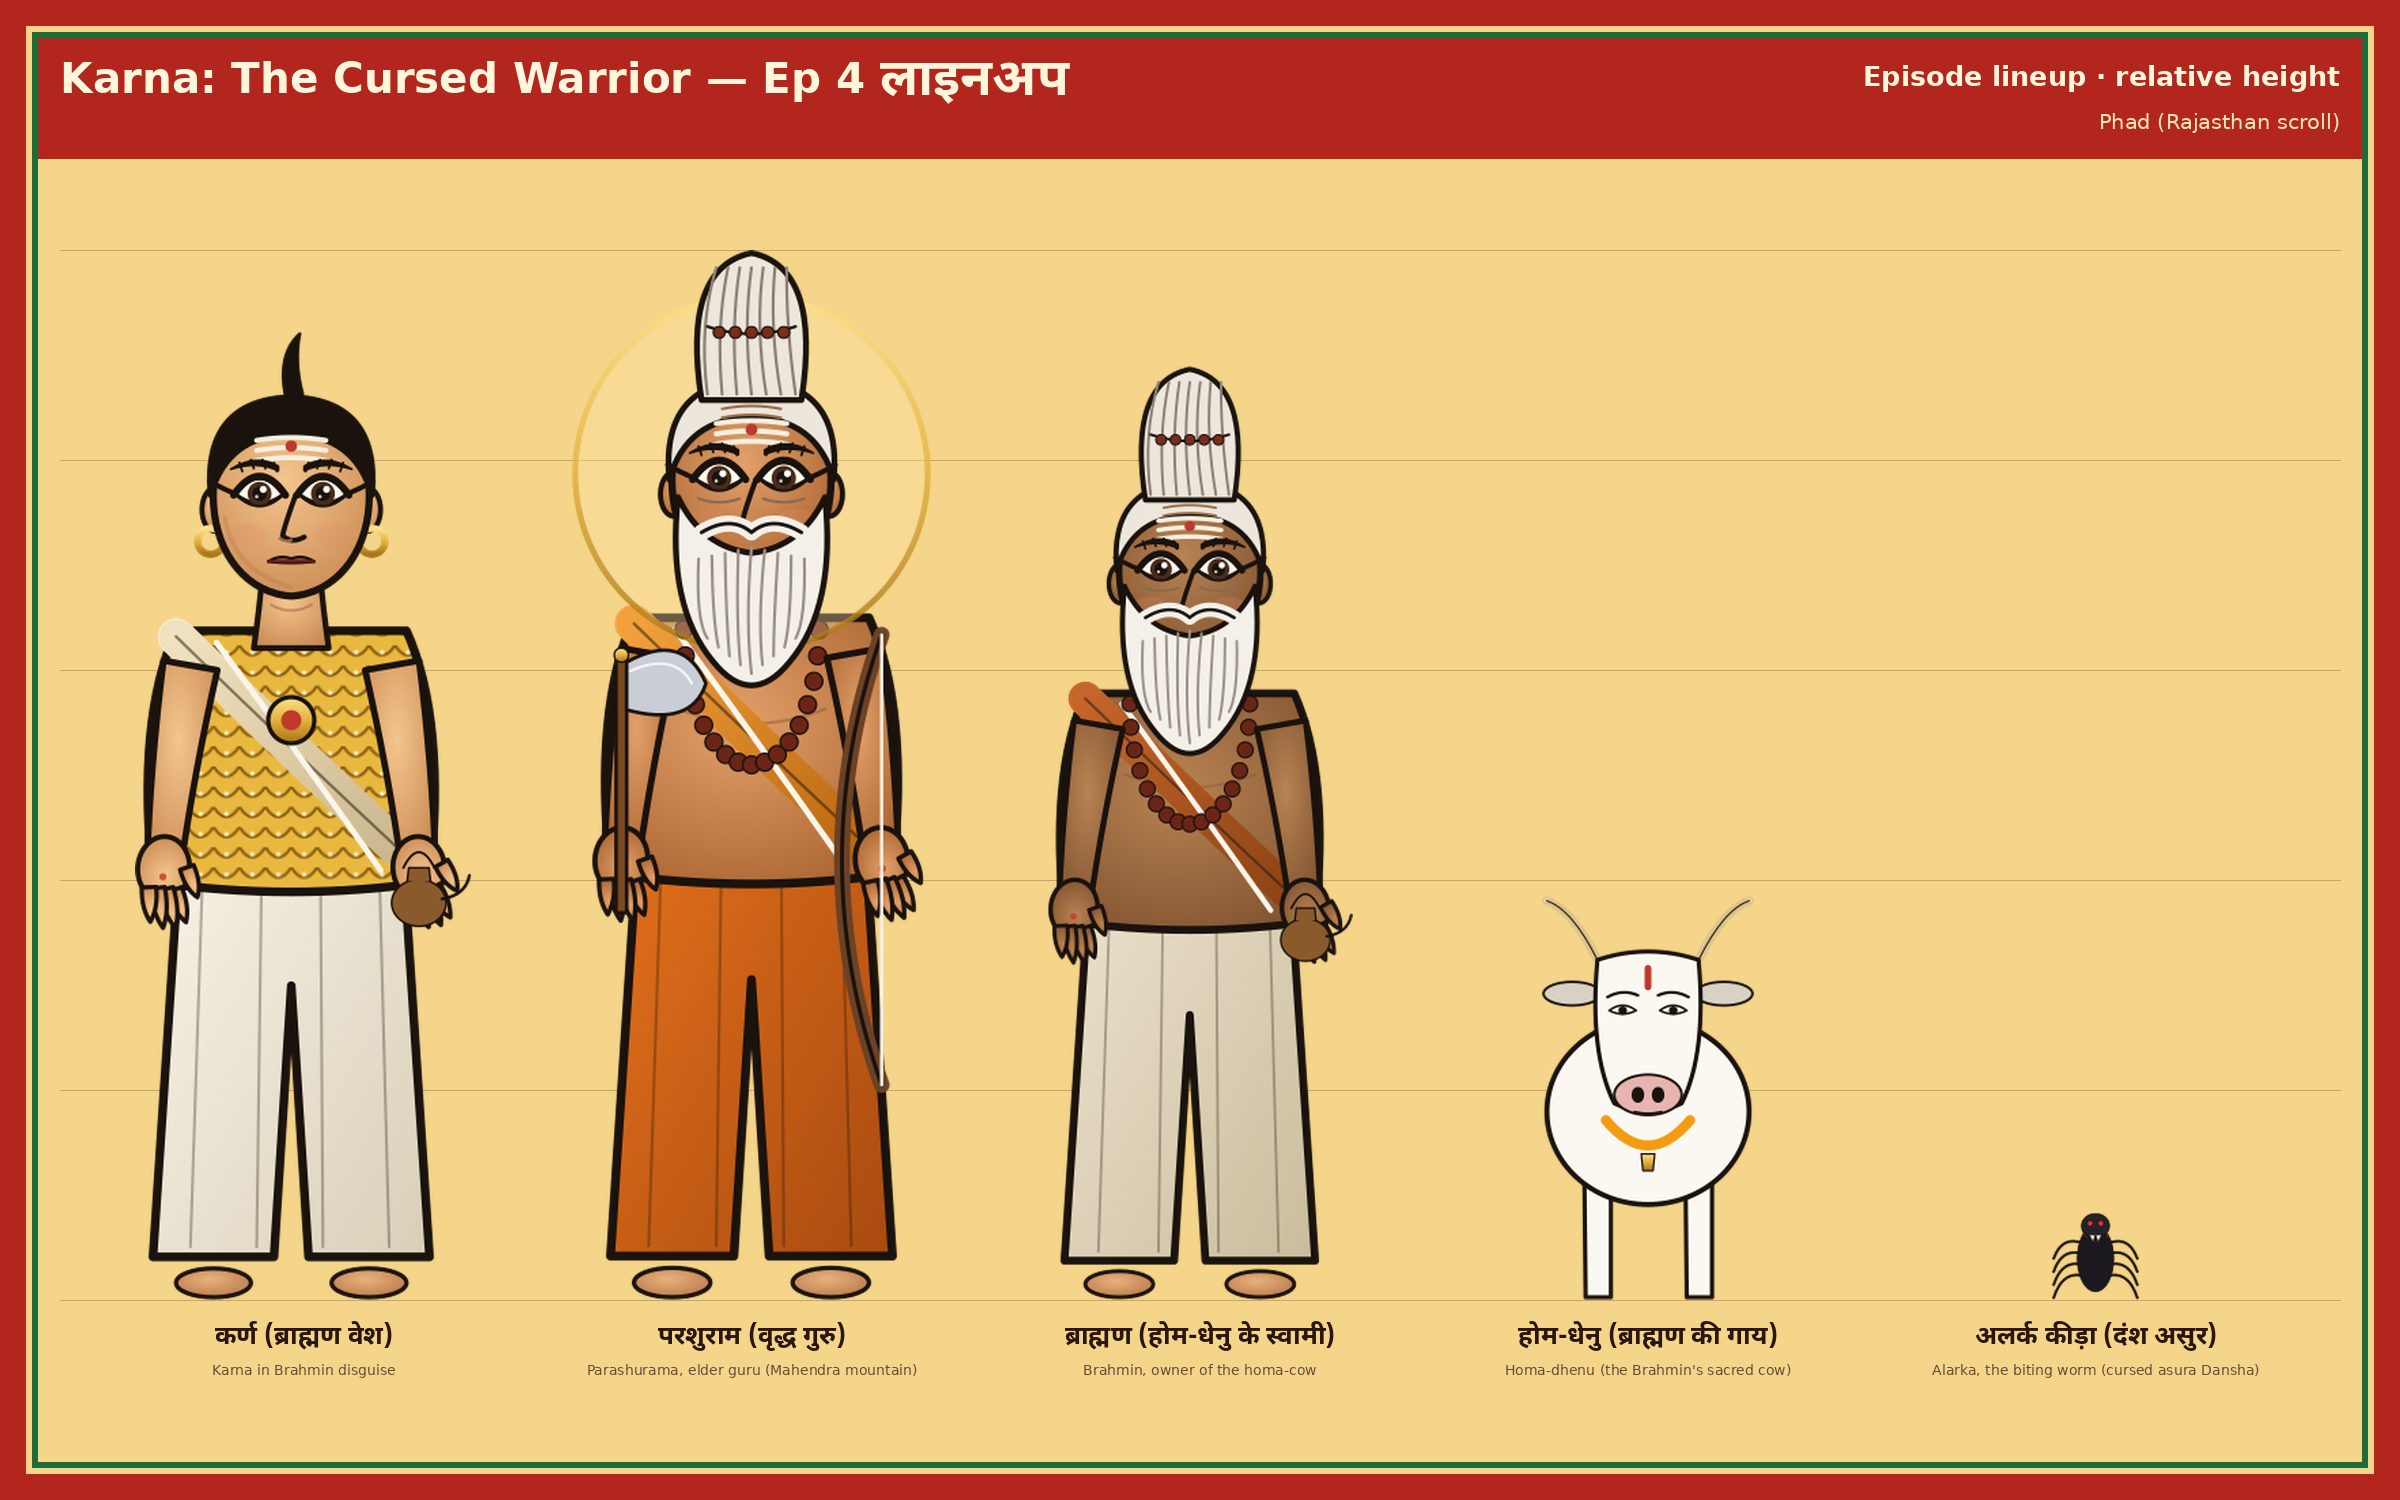 Karna: The Cursed Warrior — Ep 4 लाइनअप
Episode lineup · relative height
Phad (Rajasthan scroll)
कर्ण (ब्राह्मण वेश)
Karna in Brahmin disguise
परशुराम (वृद्ध गुरु)
Parashurama, elder guru (Mahendra mountain)
ब्राह्मण (होम-धेनु के स्वामी)
Brahmin, owner of the homa-cow
होम-धेनु (ब्राह्मण की गाय)
Homa-dhenu (the Brahmin's sacred cow)
अलर्क कीड़ा (दंश असुर)
Alarka, the biting worm (cursed asura Dansha)